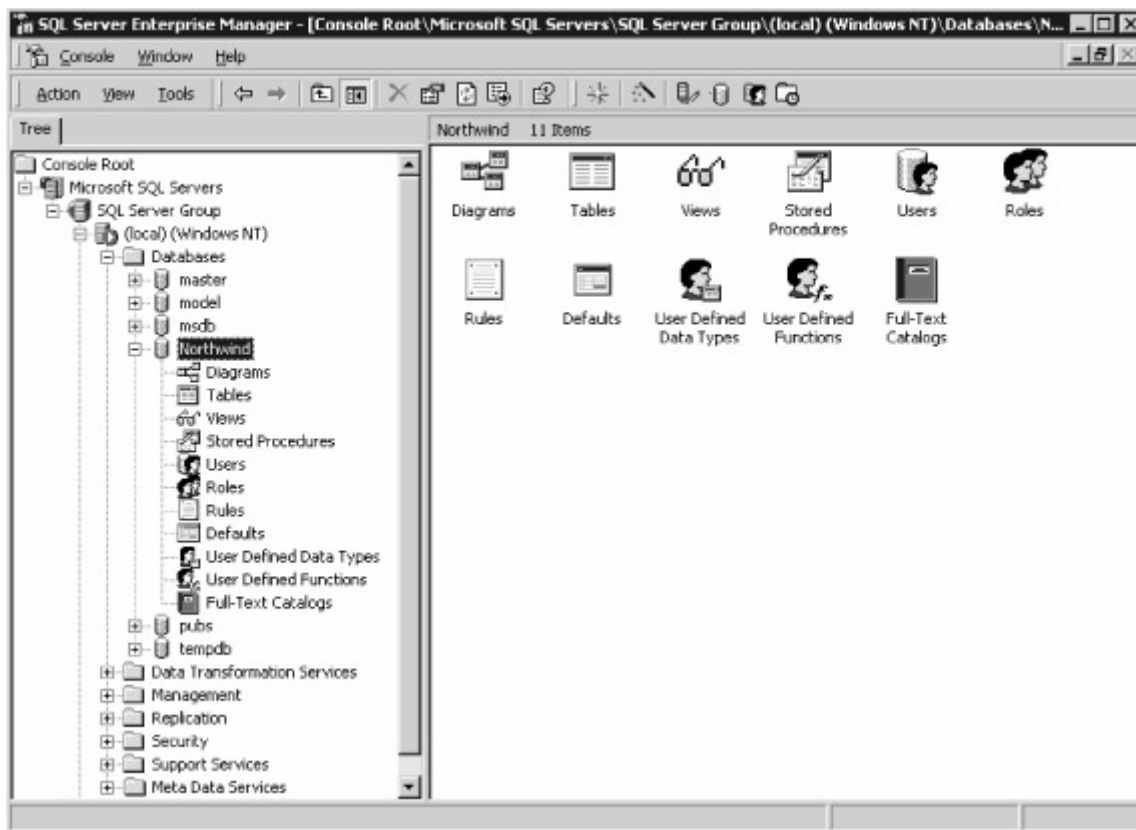 SQL Server Enterprise Manager - [Console Root\Microsoft SQL Servers\SQL Server Group\(local) (Windows NT)\Databases\N...
Console Window Help
Action View Tools
Tree
Northwind 11 Items
Console Root
Microsoft SQL Servers
SQL Server Group
(local) (Windows NT)
Databases
master
model
msdb
Northwind
Diagrams
Tables
Views
Stored Procedures
Users
Roles
Rules
Defaults
User Defined Data Types
User Defined Functions
Full-Text Catalogs
pubs
tempdb
Data Transformation Services
Management
Replication
Security
Support Services
Meta Data Services
Diagrams Tables Views Stored Procedures Users Roles
Rules Defaults User Defined Data Types User Defined Functions Full-Text Catalogs